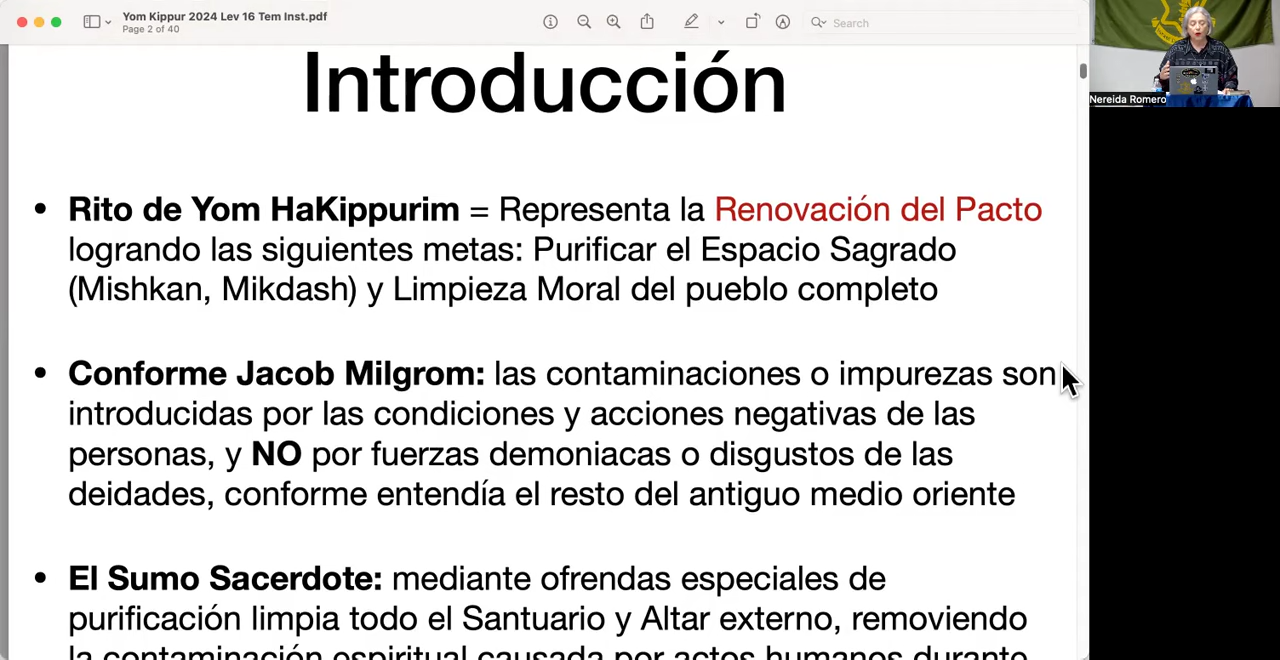 Yom Kippur 2024 Lev 16 Tem Inst.pdf
Page 2 of 40
Search
Nereida Romero
Introducción
• Rito de Yom HaKippurim = Representa la Renovación del Pacto
logrando las siguientes metas: Purificar el Espacio Sagrado
(Mishkan, Mikdash) y Limpieza Moral del pueblo completo
• Conforme Jacob Milgrom: las contaminaciones o impurezas son
introducidas por las condiciones y acciones negativas de las
personas, y NO por fuerzas demoniacas o disgustos de las
deidades, conforme entendía el resto del antiguo medio oriente
• El Sumo Sacerdote: mediante ofrendas especiales de
purificación limpia todo el Santuario y Altar externo, removiendo
la contaminación espiritual causada por actos humanos durante